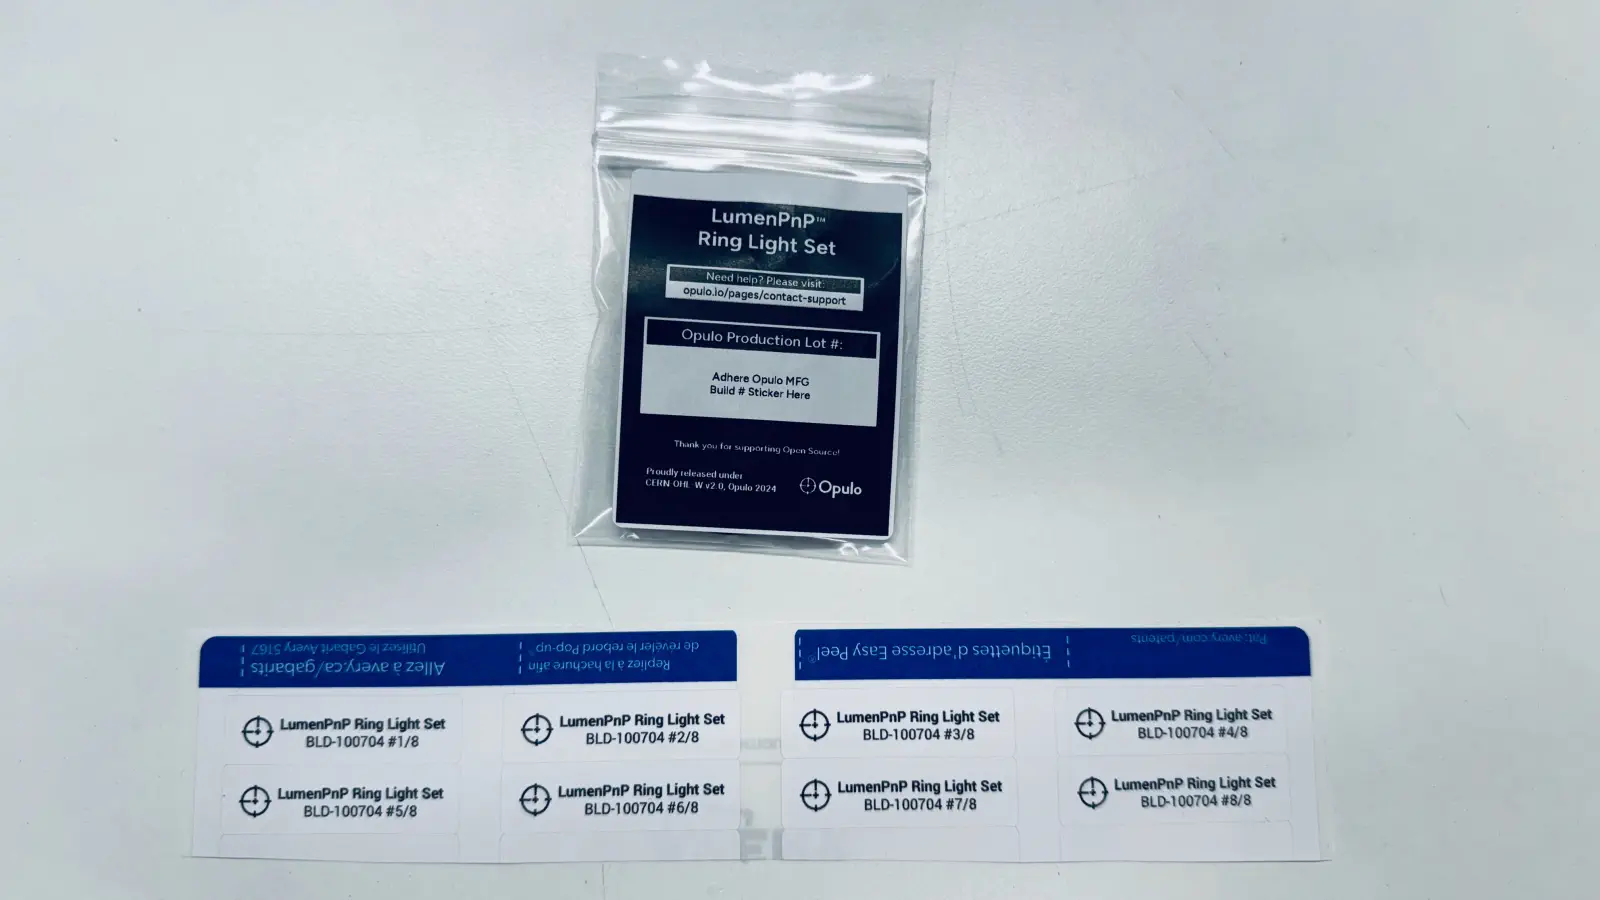 LumenPnP™
Ring Light Set
Need help? Please visit:
opulo.io/pages/contact-support
Opulo Production Lot #:
Adhere Opulo MFG
Build # Sticker Here
Thank you for supporting Open Source!
Proudly released under
CERN-OHL-W v2.0, Opulo 2024
Opulo
Allez à avery.ca/gabarits
Utilisez le Gabarit Avery 5167
Repliez à la hachure afin
de révéler le rebord Pop-up
Étiquettes d'adresse Easy Peel®
Pat: avery.com/patents
LumenPnP Ring Light Set
BLD-100704 #1/8
LumenPnP Ring Light Set
BLD-100704 #2/8
LumenPnP Ring Light Set
BLD-100704 #3/8
LumenPnP Ring Light Set
BLD-100704 #4/8
LumenPnP Ring Light Set
BLD-100704 #5/8
LumenPnP Ring Light Set
BLD-100704 #6/8
LumenPnP Ring Light Set
BLD-100704 #7/8
LumenPnP Ring Light Set
BLD-100704 #8/8